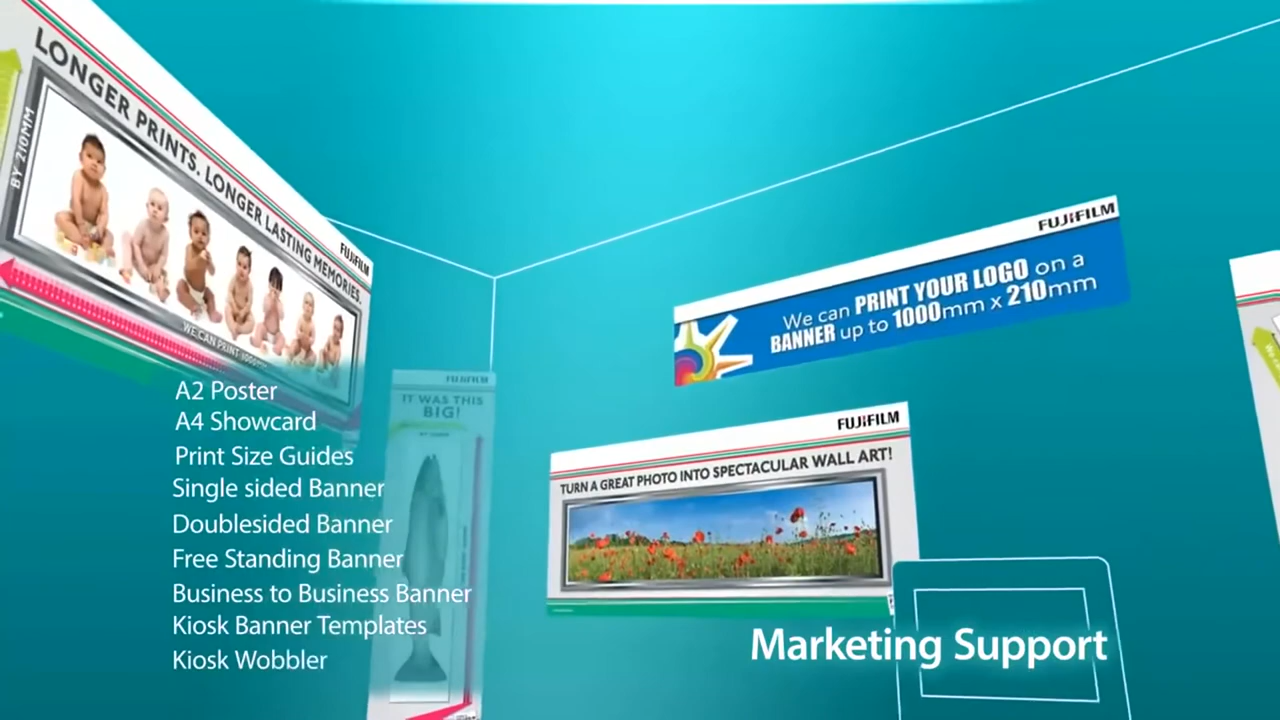 LONGER PRINTS. LONGER LASTING MEMORIES.
FUJIFILM
BY 210MM
WE CAN PRINT 1000mm
FUJIFILM
IT WAS THIS
BIG!
FUJIFILM
We can PRINT YOUR LOGO on a
BANNER up to 1000mm x 210mm
FUJIFILM
TURN A GREAT PHOTO INTO SPECTACULAR WALL ART!
A2 Poster
A4 Showcard
Print Size Guides
Single sided Banner
Doublesided Banner
Free Standing Banner
Business to Business Banner
Kiosk Banner Templates
Kiosk Wobbler
Marketing Support